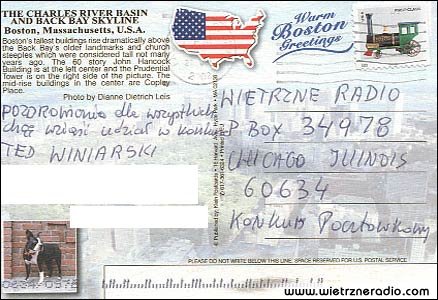 THE CHARLES RIVER BASIN
AND BACK BAY SKYLINE
Boston, Massachusetts, U.S.A.
Boston's tallest buildings rise dramatically above
the Back Bay's older landmarks and church
steeples which were considered tall not many
years ago. The 60 story John Hancock
Building is at the left center and the Prudential
Tower is on the right side of the picture. The
mid-rise buildings in the center are Copley
Place.
Photo by Dianne Dietrich Leis
Warm
Boston
Greetings
POZDROWIENIA dla wszystkich
chcę wziąść udział w konkur
TED WINIARSKI
WIETRZNE RADIO
P BOX 34978
CHICAGO ILLINOIS
60634
Konkurs Pocztówkowy
PLEASE DO NOT WRITE BELOW THIS LINE. SPACE RESERVED FOR U.S. POSTAL SERVICE
www.wietrzneradio.com